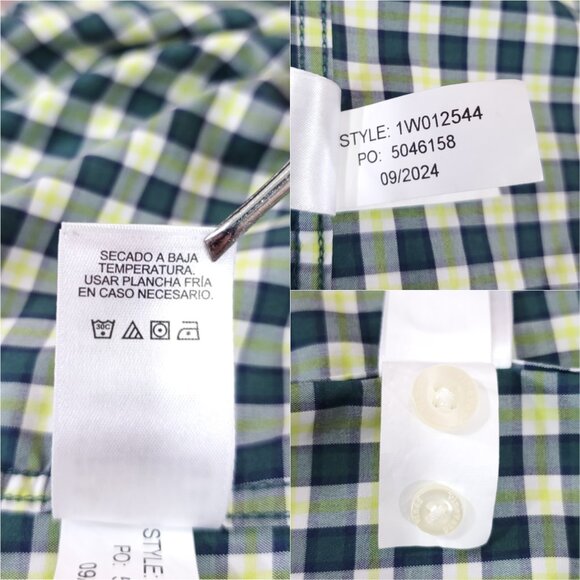 SECADO A BAJA
TEMPERATURA.
USAR PLANCHA FRÍA
EN CASO NECESARIO.
30C
STYLE:
PO: 5
09/
STYLE: 1W012544
PO: 5046158
09/2024